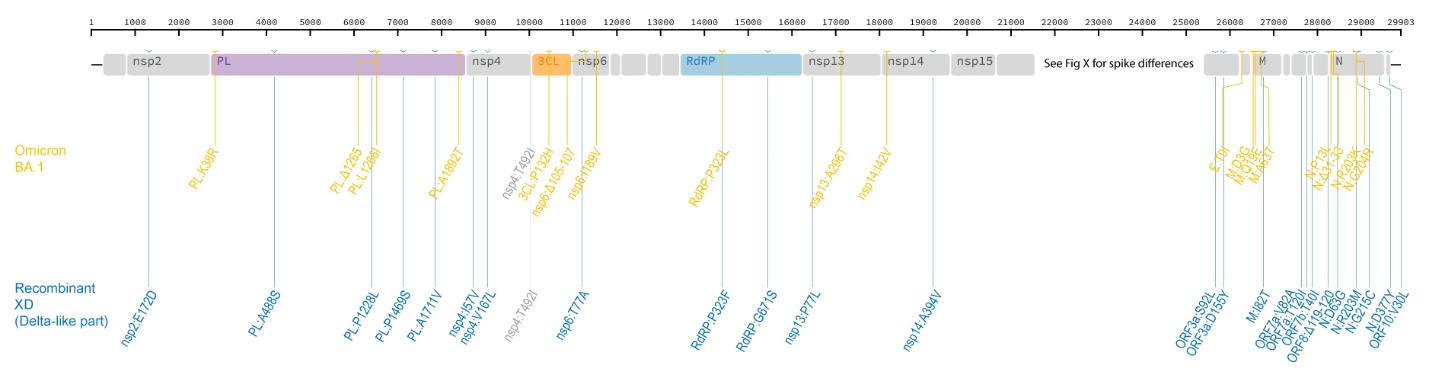 1 1000 2000 3000 4000 5000 6000 7000 8000 9000 10000 11000 12000 13000 14000 15000 16000 17000 18000 19000 20000 21000 22000 23000 24000 25000 26000 27000 28000 29000 29903
nsp2 PL nsp4 3CL nsp6 RdRP nsp13 nsp14 nsp15 See Fig X for spike differences M N
Omicron
BA.1
PL:K38R
PL:Δ1265
PL:L1266I
PL:A1892T
nsp4:T492I
3CL:P132H
nsp6:Δ105-107
nsp6:I189V
RdRP:P323L
nsp13:A296T
nsp14:I42V
E:T9I
M:D3G
M:Q19E
M:A63T
N:P13L
N:Δ31-33
N:R203K
N:G204R
Recombinant
XD
(Delta-like part)
nsp2:E172D
PL:A488S
PL:P1228L
PL:P1469S
PL:A1711V
nsp4:I57V
nsp4:V167L
nsp4:T492I
nsp6:T77A
RdRP:P323F
RdRP:G671S
nsp13:P77L
nsp14:A394V
ORF3a:S92L
ORF3a:D155Y
M:I82T
ORF7a:V82A
ORF7a:T120I
ORF7b:T40I
ORF8:Δ119-120
N:D63G
N:R203M
N:G215C
N:D377Y
ORF10:V30L